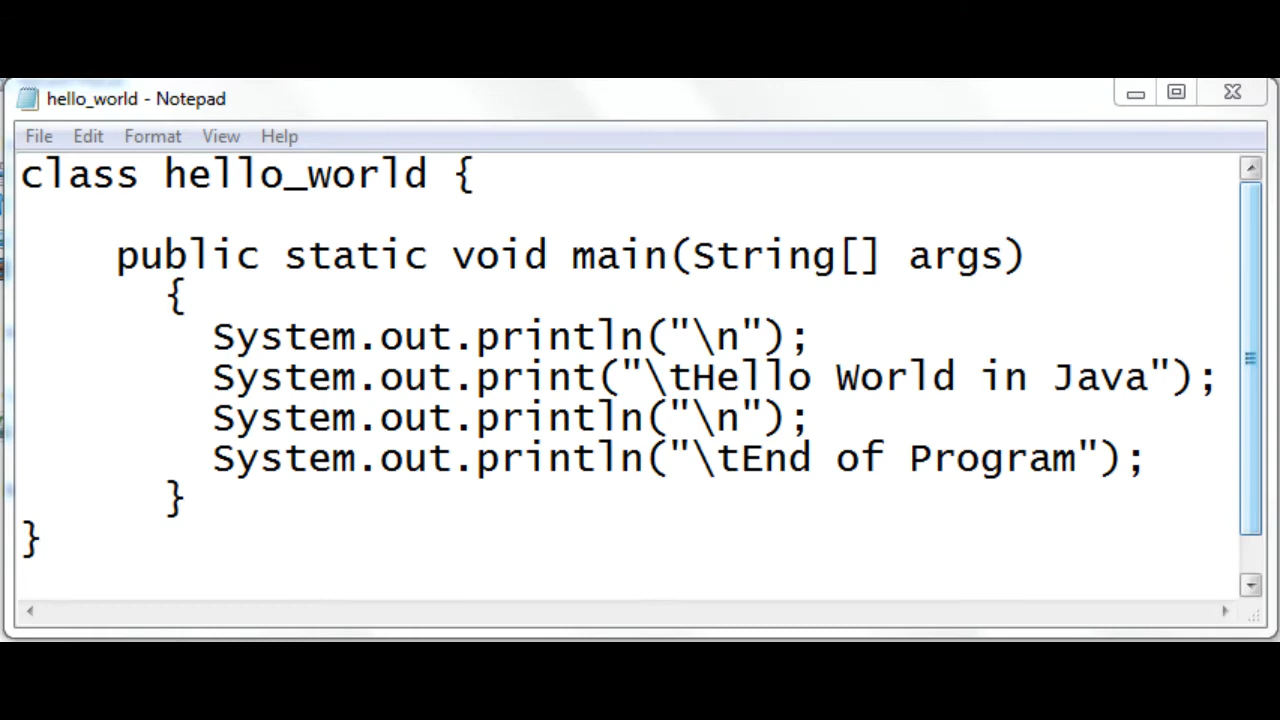 hello_world - Notepad
File Edit Format View Help
class hello_world {
public static void main(String[] args)
{
System.out.println("\n");
System.out.print("\tHello World in Java");
System.out.println("\n");
System.out.println("\tEnd of Program");
}
}